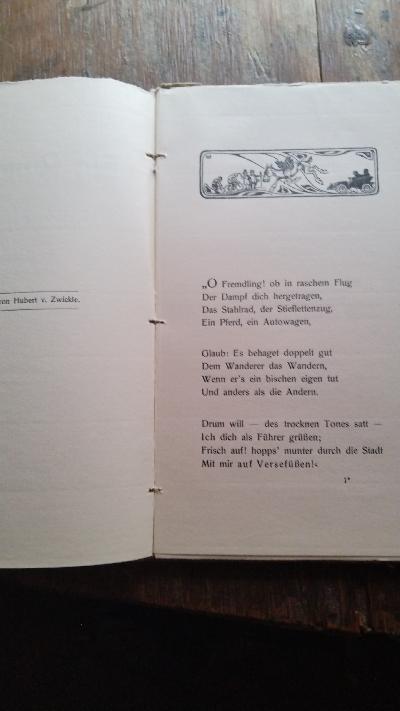 von Hubert v. Zwickle.
„O Fremdling! ob in raschem Flug
Der Dampf dich hergetragen,
Das Stahlrad, der Stieflettenzug,
Ein Pferd, ein Autowagen,
Glaub: Es behaget doppelt gut
Dem Wanderer das Wandern,
Wenn er's ein bischen eigen tut
Und anders als die Andern.
Drum will — des trocknen Tones satt —
Ich dich als Führer grüßen;
Frisch auf! hopps' munter durch die Stadt
Mit mir auf Versefüßen!‹
1*